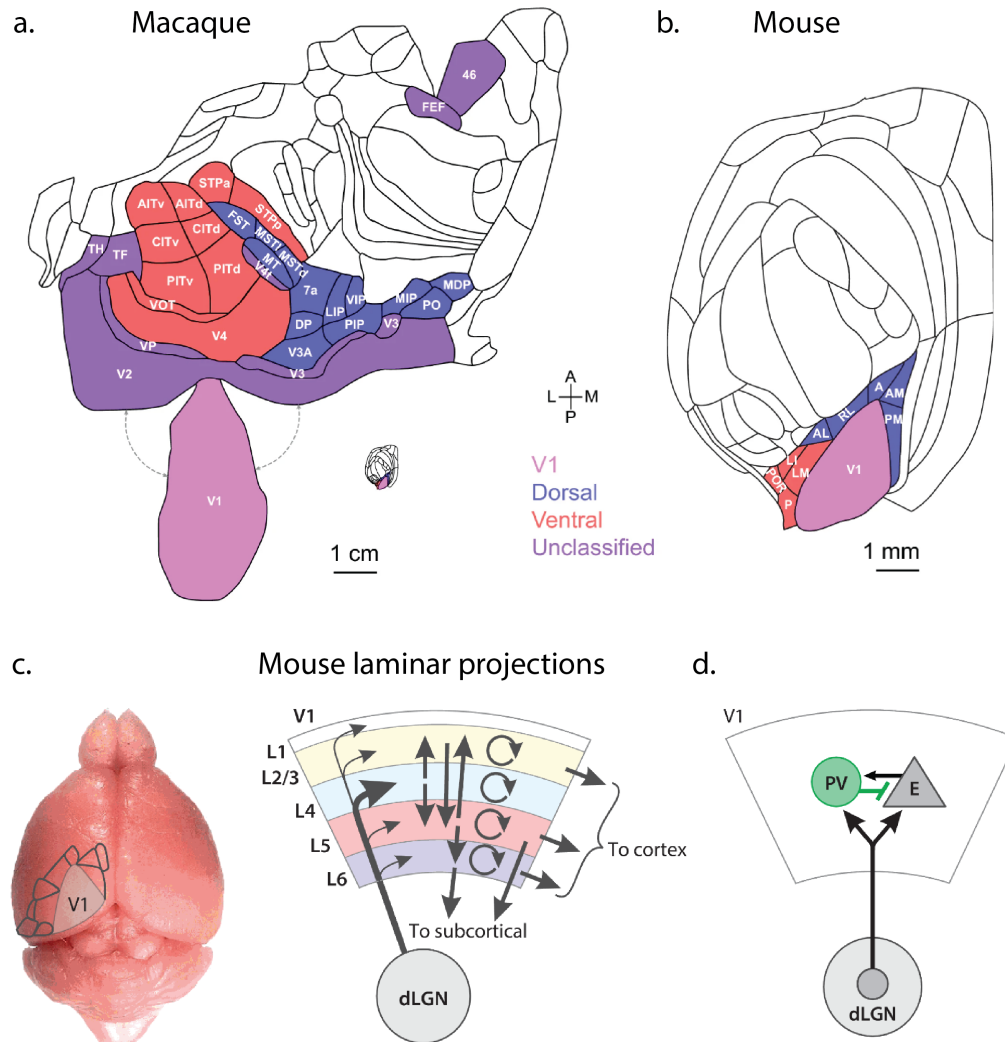 a. Macaque
b. Mouse
46
FEF
STPa
AITv AITd
STPp
FST
CITv CITd
MSTl
MSTd
MT
V4t
TH TF
PITv PITd
7a
VIP
LIP
MDP
MIP PO
VOT
V4
DP PIP V3
VP
V3A
V2
V3
V1
A
L M
P
V1
Dorsal
Ventral
Unclassified
1 cm
A
AM
RL
PM
AL
LI
LM
POR
P
V1
1 mm
c. Mouse laminar projections
d.
V1
V1
L1
L2/3
L4
L5
L6
To cortex
To subcortical
dLGN
V1
PV
E
dLGN